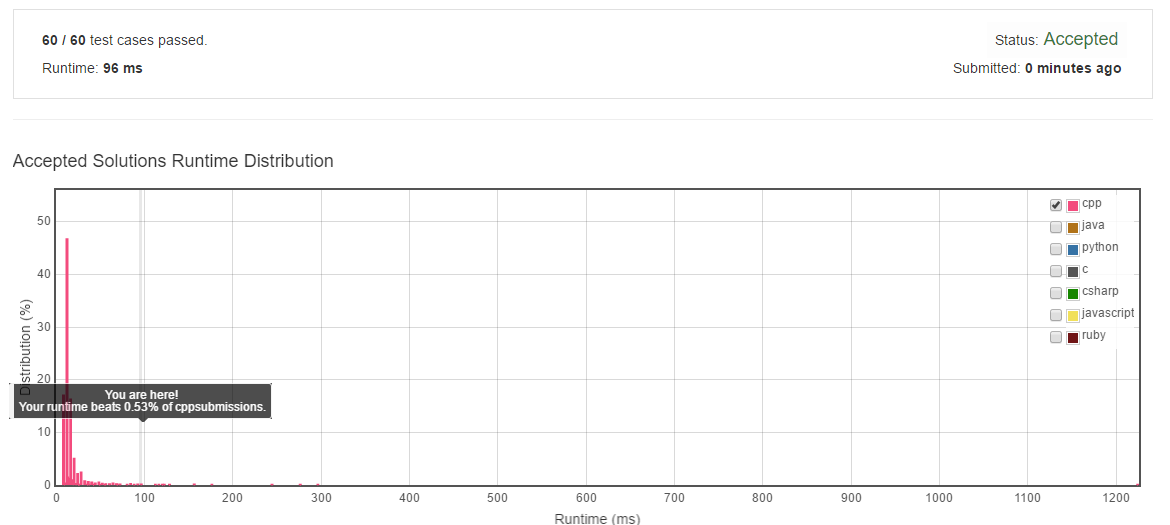 60 / 60 test cases passed.
Status: Accepted
Runtime: 96 ms
Submitted: 0 minutes ago
Accepted Solutions Runtime Distribution
cpp
java
python
c
csharp
javascript
ruby
Distribution (%)
50
40
30
20
10
0
You are here!
Your runtime beats 0.53% of cppsubmissions.
0 100 200 300 400 500 600 700 800 900 1000 1100 1200
Runtime (ms)